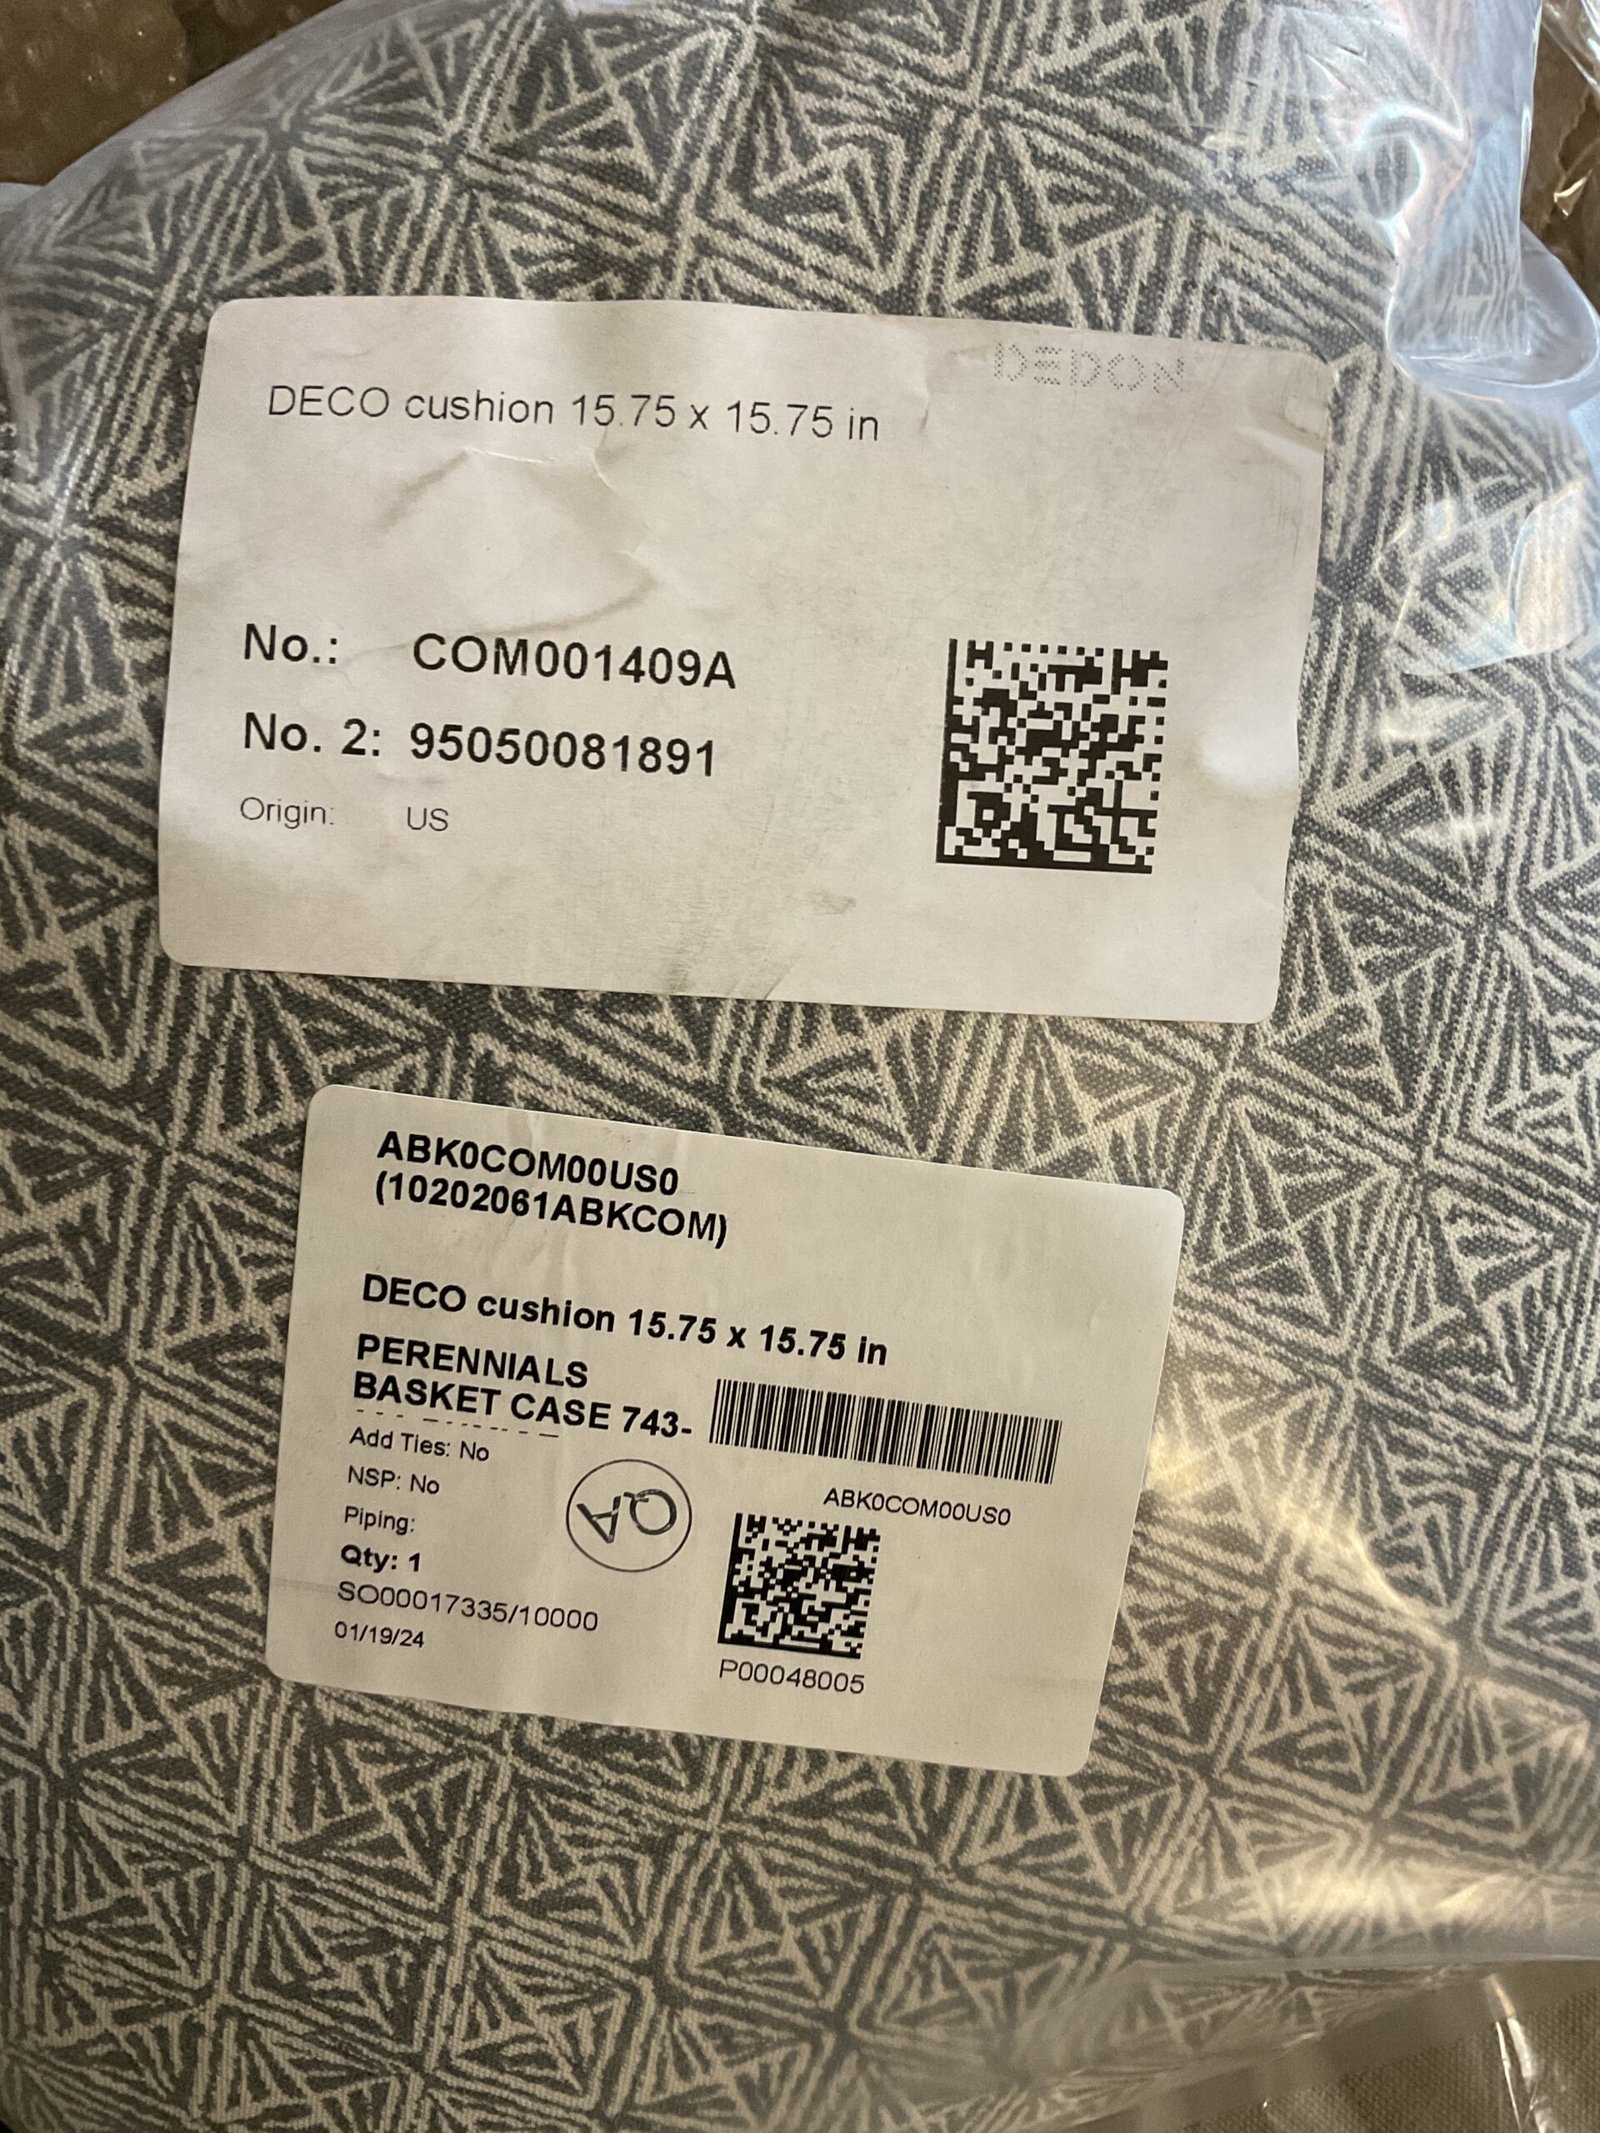 DEDON
DECO cushion 15.75 x 15.75 in
No.: COM001409A
No. 2: 95050081891
Origin: US
ABK0COM00US0
(10202061ABKCOM)
DECO cushion 15.75 x 15.75 in
PERENNIALS
BASKET CASE 743-
Add Ties: No
NSP: No
Piping:
Qty: 1
SO00017335/10000
01/19/24
QA
ABK0COM00US0
P00048005